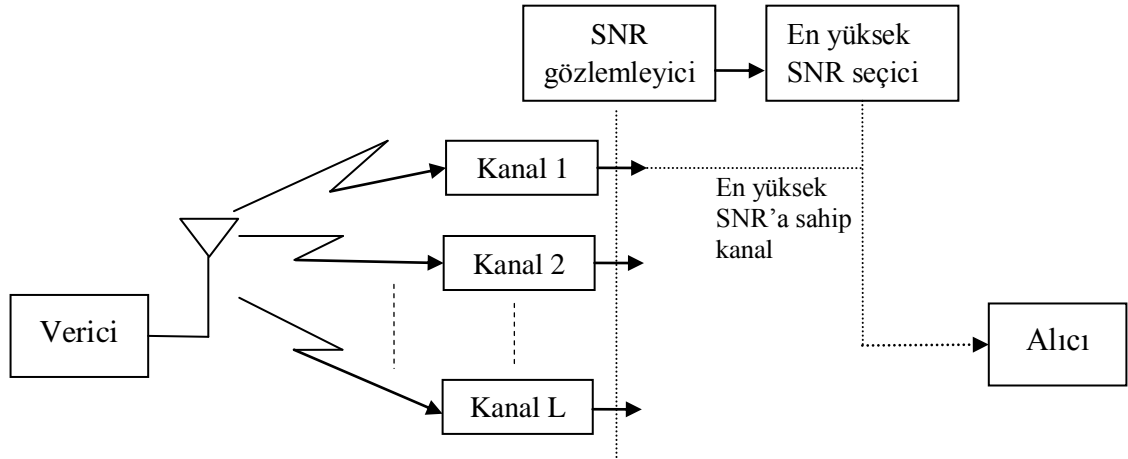 SNR
gözlemleyici
En yüksek
SNR seçici
Kanal 1
En yüksek
SNR’a sahip
kanal
Kanal 2
Verici
Alıcı
Kanal L